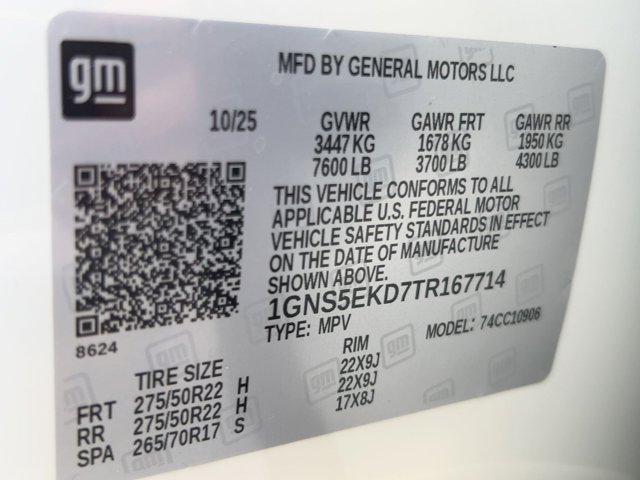 gm
MFD BY GENERAL MOTORS LLC
10/25 GVWR GAWR FRT GAWR RR
3447 KG 1678 KG 1950 KG
7600 LB 3700 LB 4300 LB
THIS VEHICLE CONFORMS TO ALL
APPLICABLE U.S. FEDERAL MOTOR
VEHICLE SAFETY STANDARDS IN EFFECT
ON THE DATE OF MANUFACTURE
SHOWN ABOVE.
1GNS5EKD7TR167714
TYPE: MPV MODEL: 74CC10906
8624
TIRE SIZE RIM
FRT 275/50R22 H 22X9J
RR 275/50R22 H 22X9J
SPA 265/70R17 S 17X8J